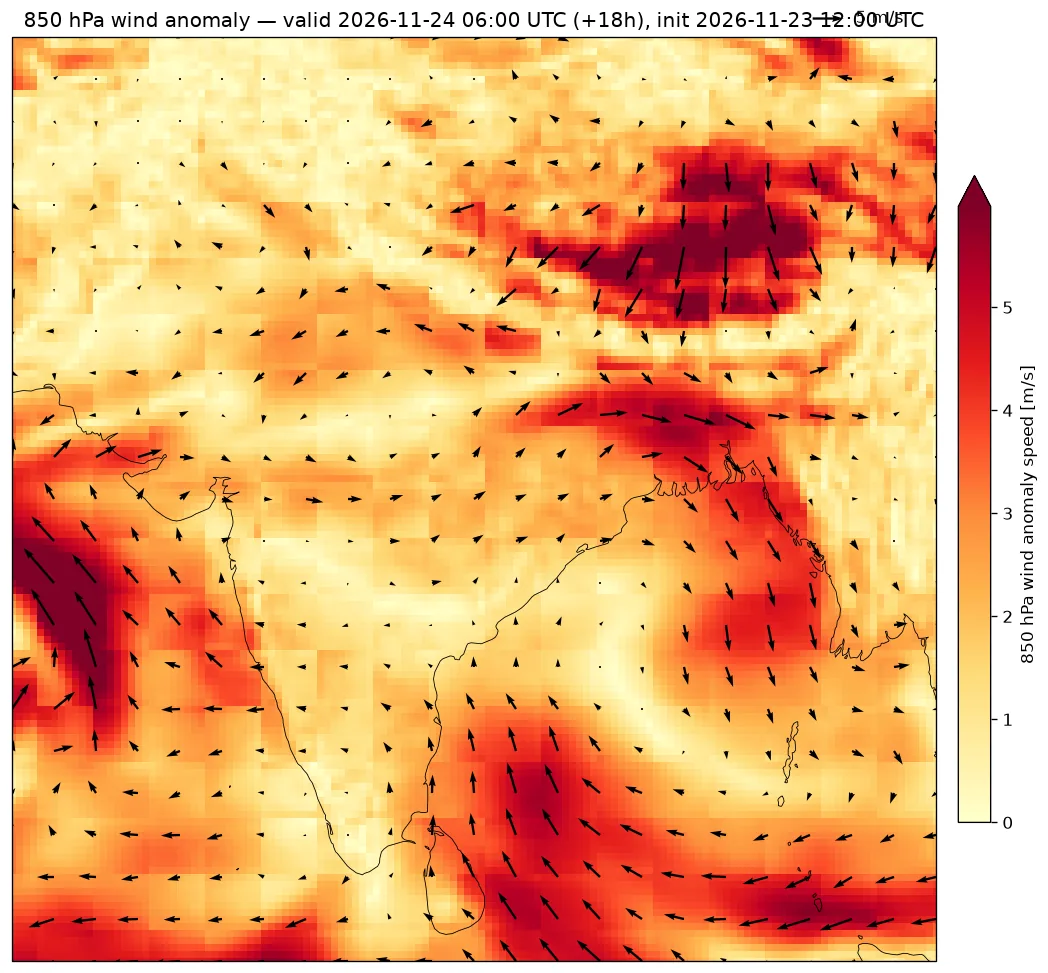 850 hPa wind anomaly — valid 2026-11-24 06:00 UTC (+18h), init 2026-11-23 12:00 UTC
5 m/s
5
4
3
2
1
0
850 hPa wind anomaly speed [m/s]